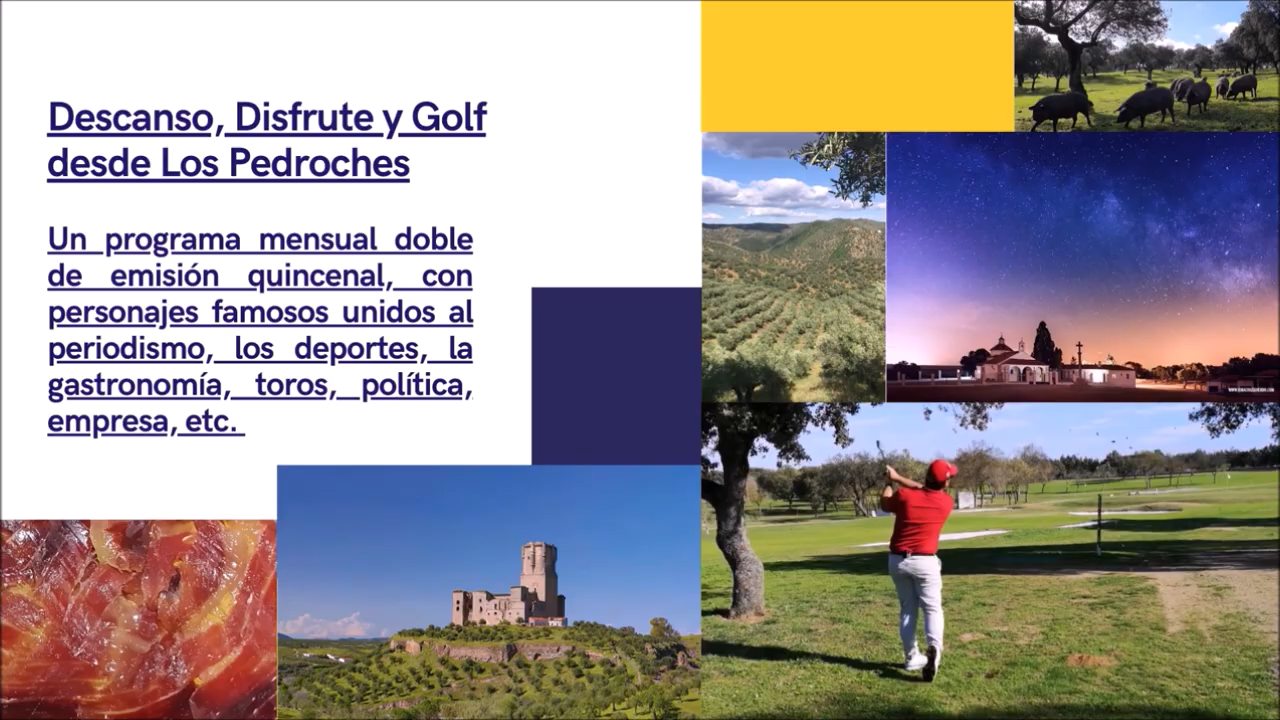 Descanso, Disfrute y Golf
desde Los Pedroches
Un programa mensual doble
de emisión quincenal, con
personajes famosos unidos al
periodismo, los deportes, la
gastronomía, toros, política,
empresa, etc.